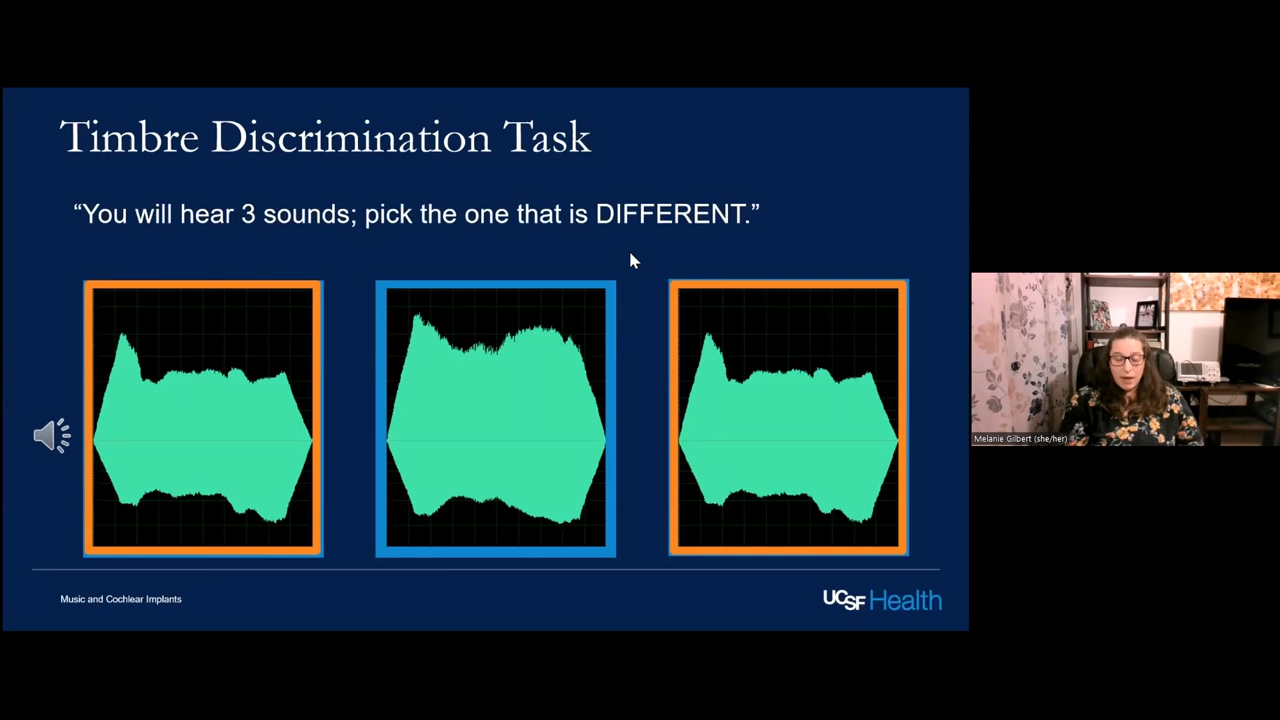 Timbre Discrimination Task
“You will hear 3 sounds; pick the one that is DIFFERENT.”
Music and Cochlear Implants
UCSF Health
Melanie Gilbert (she/her)